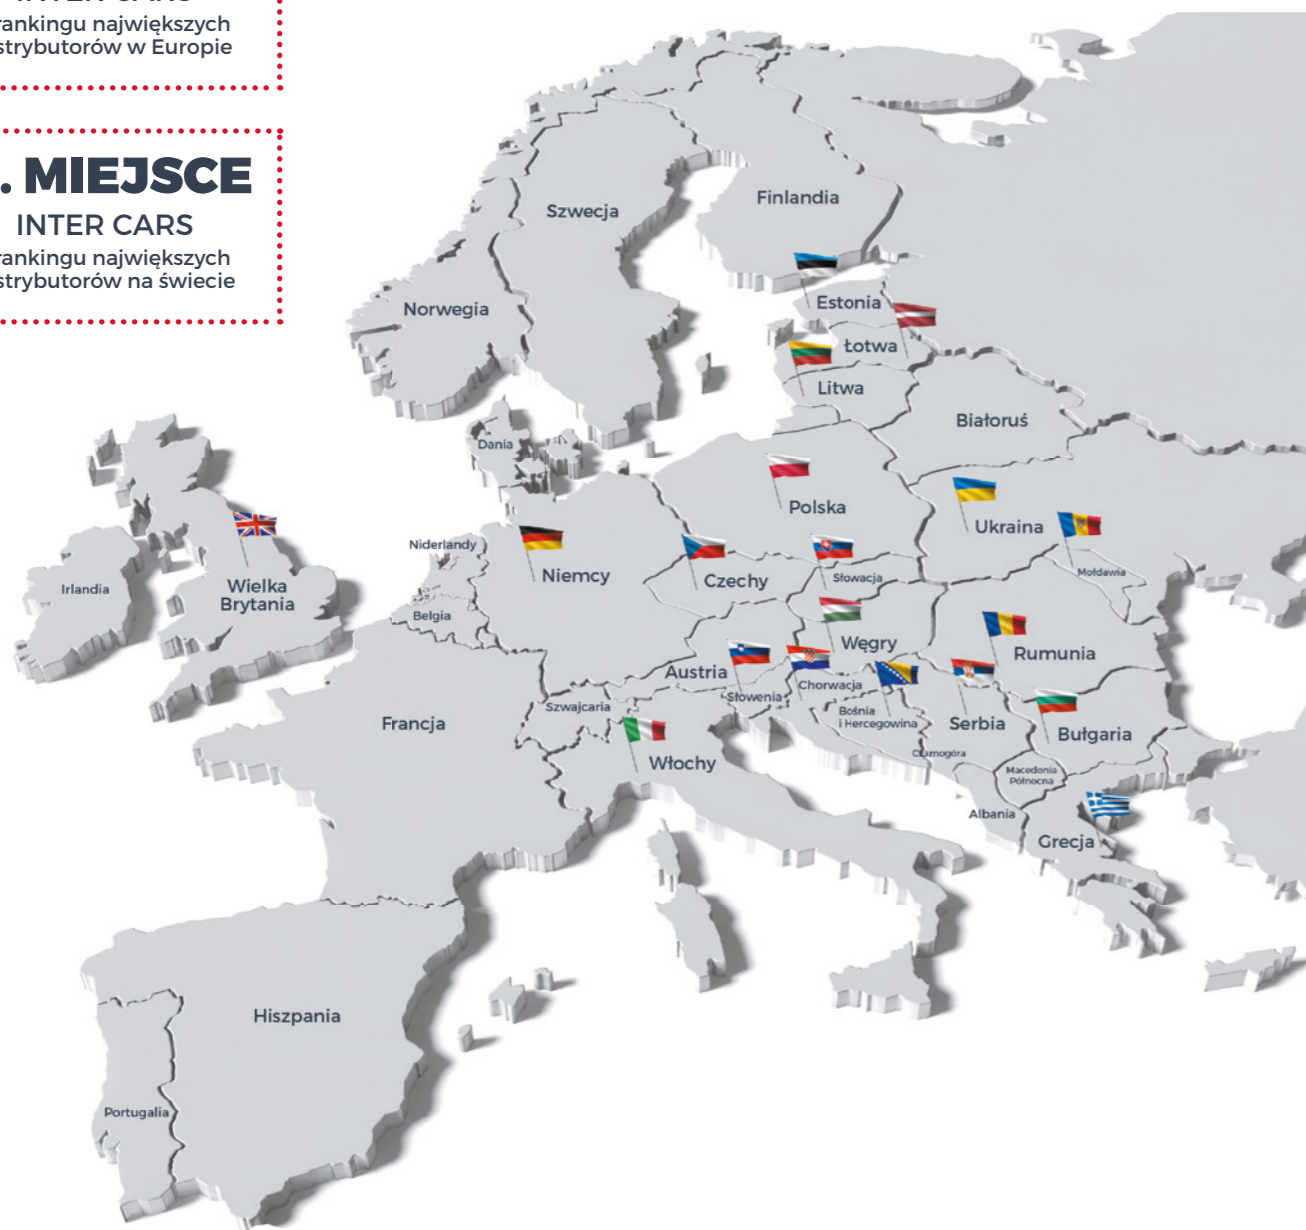 INTER CARS
rankingu największych
strybutorów w Europie
. MIEJSCE
INTER CARS
rankingu największych
strybutorów na świecie
Finlandia
Szwecja
Norwegia
Estonia
Łotwa
Litwa
Białoruś
Dania
Polska
Ukraina
Niderlandy
Niemcy
Czechy
Słowacja
Mołdawia
Irlandia
Wielka
Brytania
Belgia
Węgry
Rumunia
Austria
Słowenia
Chorwacja
Szwajcaria
Bośnia
i Hercegowina
Francja
Serbia
Bułgaria
Czarnogóra
Włochy
Macedonia
Północna
Albania
Grecja
Hiszpania
Portugalia